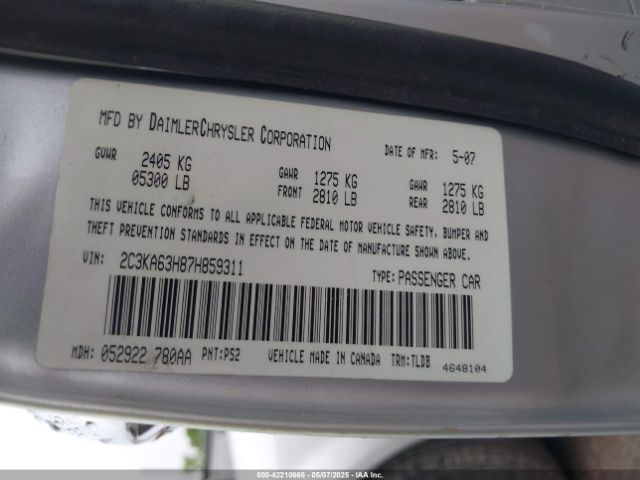 MFD BY DAIMLERCHRYSLER CORPORATION DATE OF MFR: 5-07
GVWR 2405 KG GAWR 1275 KG GAWR 1275 KG
05300 LB FRONT 2810 LB REAR 2810 LB
THIS VEHICLE CONFORMS TO ALL APPLICABLE FEDERAL MOTOR VEHICLE SAFETY, BUMPER AND
THEFT PREVENTION STANDARDS IN EFFECT ON THE DATE OF MANUFACTURE SHOWN ABOVE.
VIN: 2C3KA63H87H859311 TYPE: PASSENGER CAR
MDH: 052922 780AA PNT:PS2 VEHICLE MADE IN CANADA TRM:TLDB
4648104
000-42210668 - 05/07/2025 - IAA Inc.